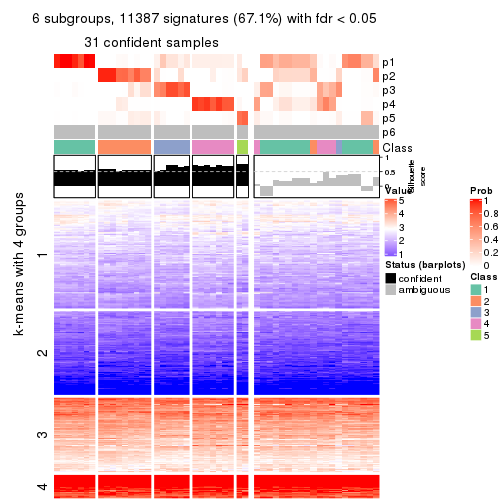 6 subgroups, 11387 signatures (67.1%) with fdr < 0.05
31 confident samples
p1
p2
p3
p4
p5
p6
Class
1
0.5
0
Silhouette
score
k-means with 4 groups
1
2
3
4
Value
5
4
3
2
1
Status (barplots)
confident
ambiguous
Prob
1
0.8
0.6
0.4
0.2
0
Class
1
2
3
4
5